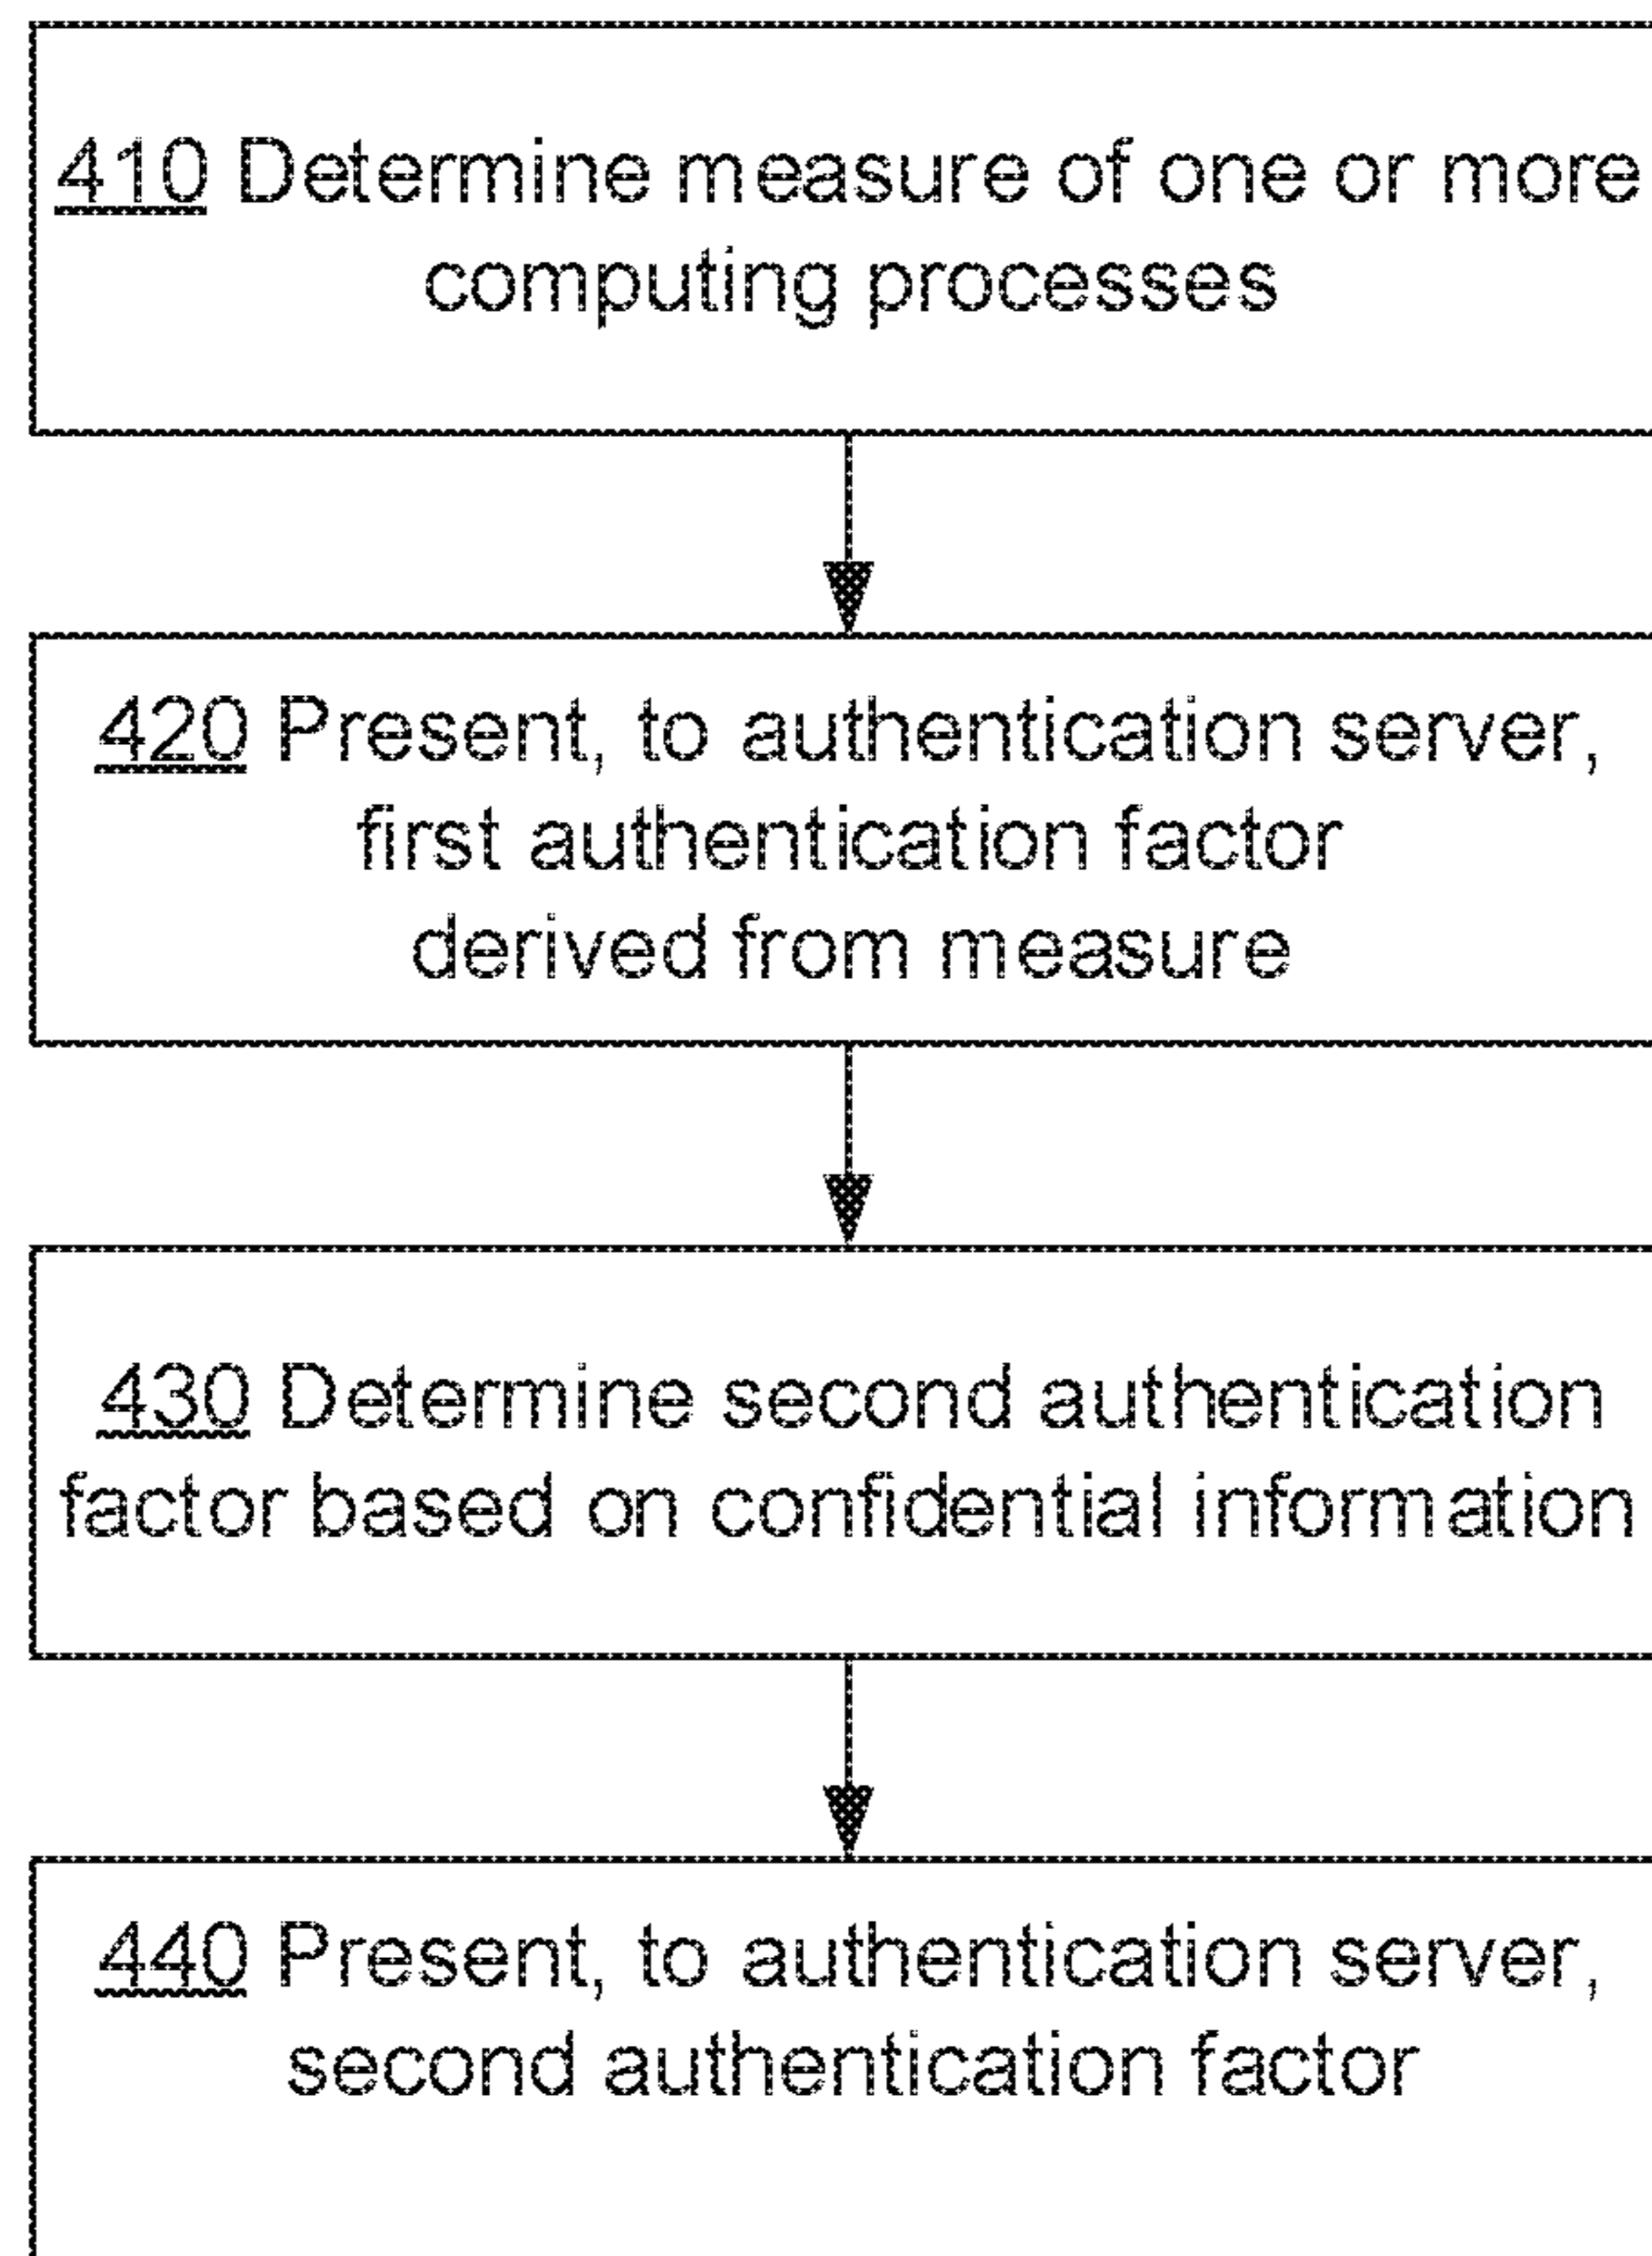 410 Determine measure of one or more
computing processes
420 Present, to authentication server,
first authentication factor
derived from measure
430 Determine second authentication
factor based on confidential information
440 Present, to authentication server,
second authentication factor